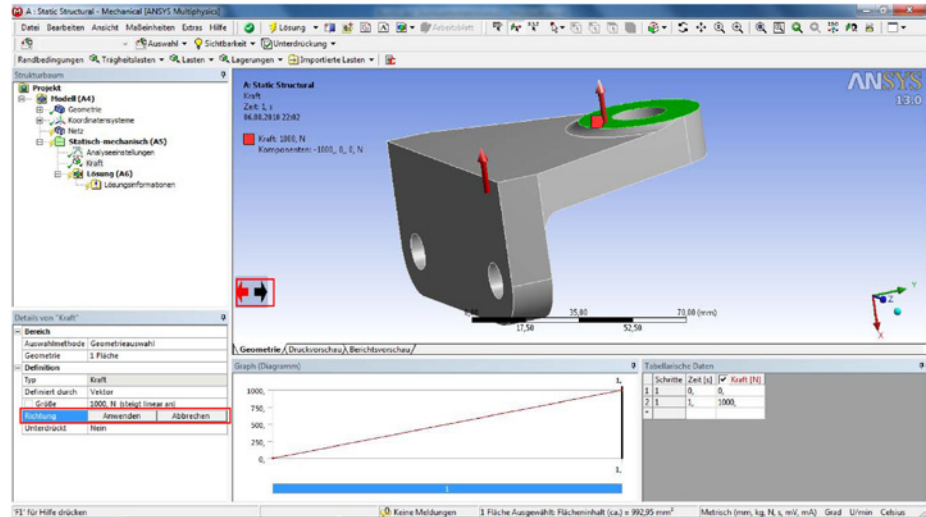 A : Static Structural - Mechanical [ANSYS Multiphysics]
Datei Bearbeiten Ansicht Maßeinheiten Extras Hilfe Lösung Arbeitsblatt
Auswahl Sichtbarkeit Unterdrückung
Randbedingungen Trägheitslasten Lasten Lagerungen Importierte Lasten
Strukturbaum
Projekt
Modell (A4)
Geometrie
Koordinatensysteme
Netz
Statisch-mechanisch (A5)
Analyseeinstellungen
Kraft
Lösung (A6)
Lösungsinformationen
A: Static Structural
Kraft
Zeit: 1, s
06.08.2010 22:02
Kraft: 1000, N
Komponenten: -1000, 0, 0, N
ANSYS
13.0
0,00 35,00 70,00 (mm)
17,50 52,50
Y
Z
X
Geometrie Druckvorschau Berichtsvorschau
Details von "Kraft"
Bereich
Auswahlmethode Geometrieauswahl
Geometrie 1 Fläche
Definition
Typ Kraft
Definiert durch Vektor
Größe 1000, N (steigt linear an)
Richtung Anwenden Abbrechen
Unterdrückt Nein
Graph (Diagramm)
1,
1000,
750,
500,
250,
0,
1,
1
Tabellarische Daten
Schritte Zeit [s] Kraft [N]
1 1 0, 0,
2 1 1, 1000,
*
'F1' für Hilfe drücken Keine Meldungen 1 Fläche Ausgewählt: Flächeninhalt (ca.) = 992,95 mm² Metrisch (mm, kg, N, s, mV, mA) Grad U/min Celsius